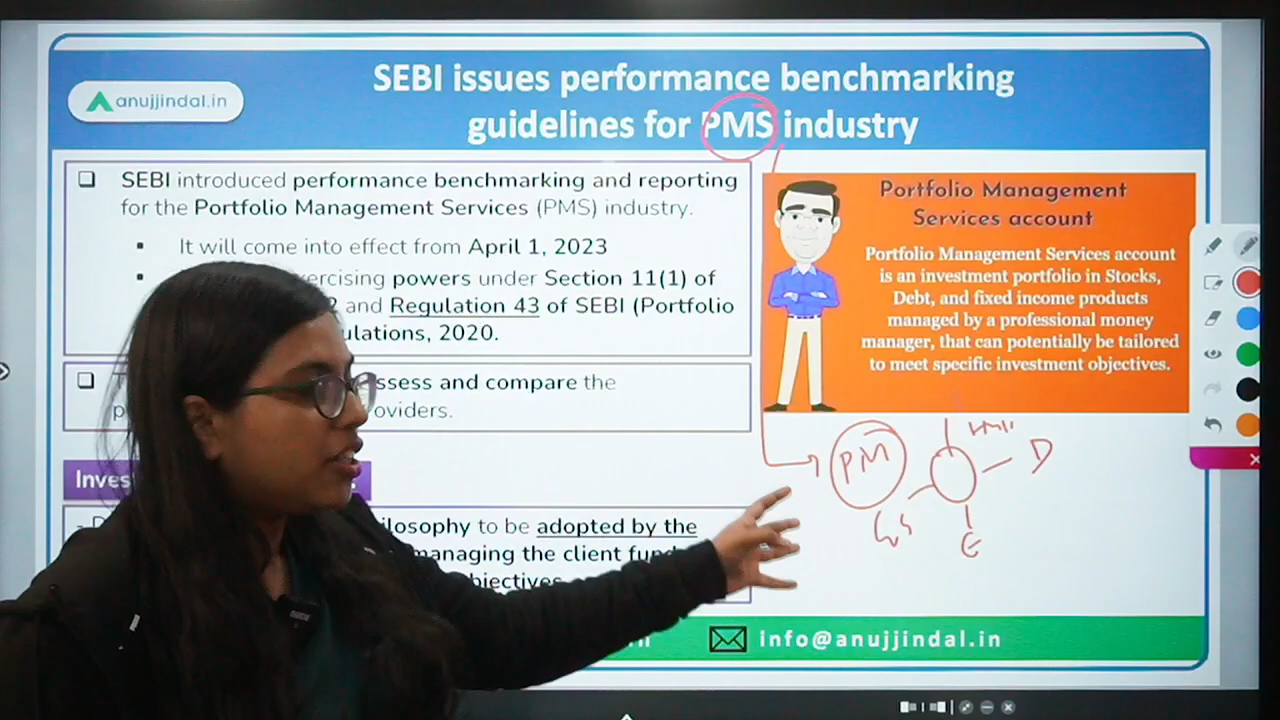 SEBI issues performance benchmarking
guidelines for PMS industry
anujjindal.in
SEBI introduced performance benchmarking and reporting
for the Portfolio Management Services (PMS) industry.
It will come into effect from April 1, 2023
exercising powers under Section 11(1) of
and Regulation 43 of SEBI (Portfolio
Regulations, 2020.
assess and compare the
providers.
Inves
philosophy to be adopted by the
managing the client fund
objectives
Portfolio Management
Services account
Portfolio Management Services account
is an investment portfolio in Stocks,
Debt, and fixed income products
managed by a professional money
manager, that can potentially be tailored
to meet specific investment objectives.
PM
D
E
info@anujjindal.in